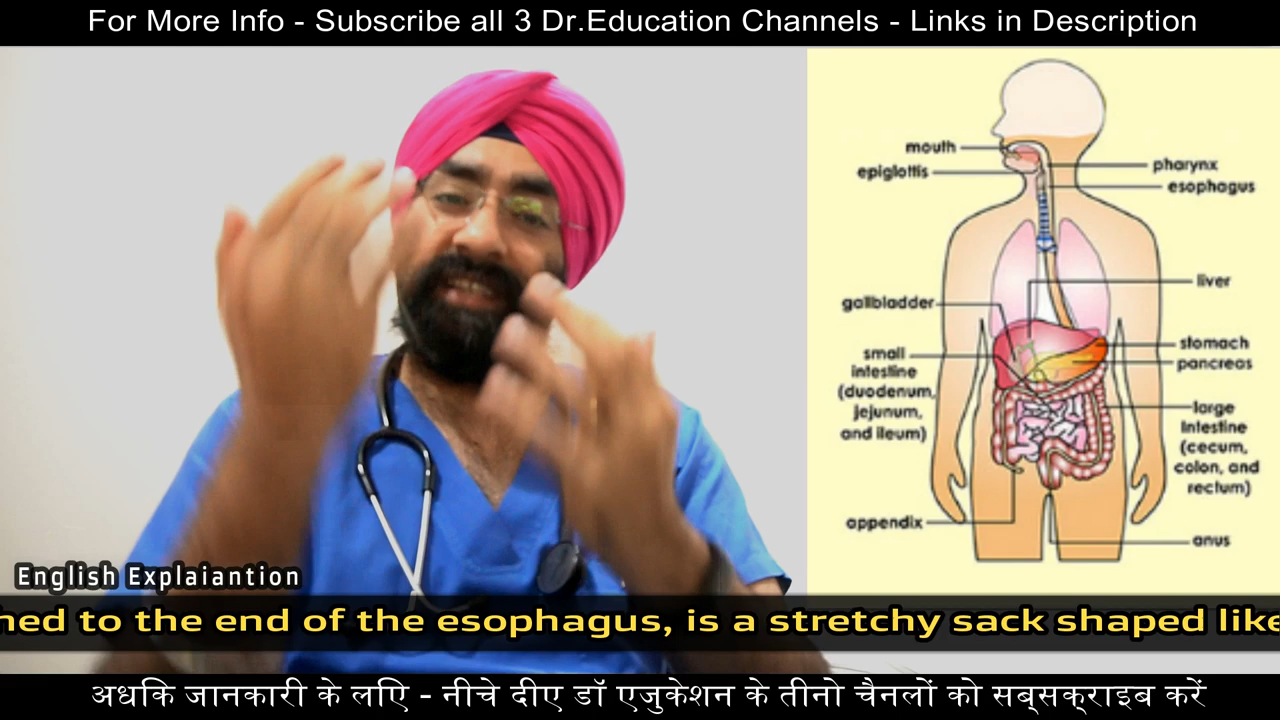 For More Info - Subscribe all 3 Dr.Education Channels - Links in Description
mouth
epiglottis
pharynx
esophagus
liver
gallbladder
stomach
pancreas
small
intestine
(duodenum,
jejunum,
and ileum)
large
Intestine
(cecum,
colon, and
rectum)
appendix
anus
English Explaiantion
hed to the end of the esophagus, is a stretchy sack shaped like
अधकि जानकारी के लएि - नीचे दीए डॉ एजुकेशन के तीनो चैनलों को सब्सक्राइब करें